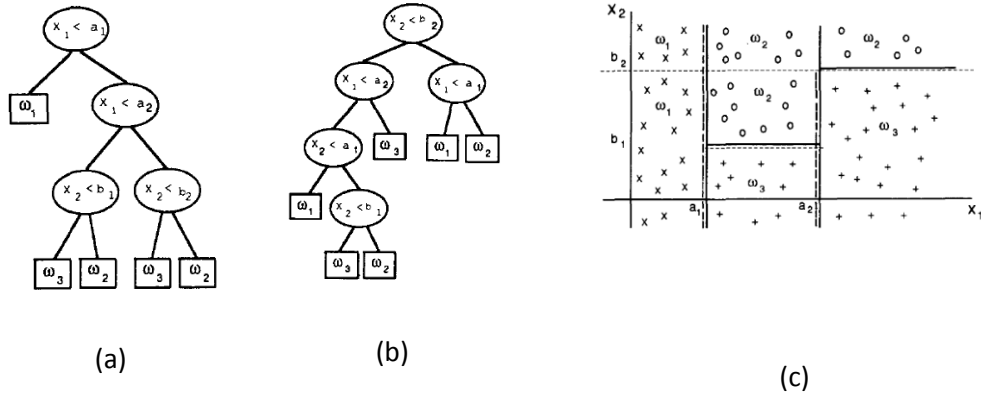 X₁ < a₁
ω₁
X₁ < a₂
X₂ < b₁
X₂ < b₂
ω₃
ω₂
ω₃
ω₂
(a)
X₂ < b₂
X₁ < a₂
X₁ < a₁
X₂ < a₁
ω₃
ω₁
ω₂
ω₁
X₂ < b₁
ω₃
ω₂
(b)
X₂
ω₁
ω₂
ω₂
b₂
ω₁
ω₂
ω₃
b₁
ω₃
a₁
a₂
X₁
(c)